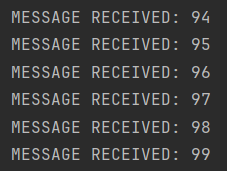 MESSAGE RECEIVED: 94
MESSAGE RECEIVED: 95
MESSAGE RECEIVED: 96
MESSAGE RECEIVED: 97
MESSAGE RECEIVED: 98
MESSAGE RECEIVED: 99